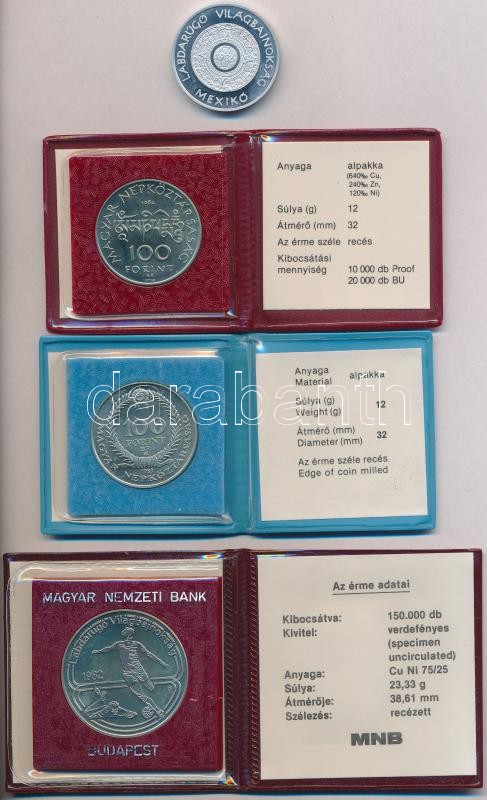 LABDARÚGÓ VILÁGBAJNOKSÁG
MEXIKÓ
MAGYAR NÉPKÖZTÁRSASÁG
1984
100
FORINT
Anyaga alpakka
(640‰ Cu,
240‰ Zn,
120‰ Ni)
Súlya (g) 12
Átmérő (mm) 32
Az érme széle recés
Kibocsátási
mennyiség 10 000 db Proof
20 000 db BU
darabanth
100
FORINT
MAGYAR NÉPKÖZTÁRSASÁG
1983
Anyaga alpakka
Material
Súlya (g) 12
Weight (g)
Átmérő (mm) 32
Diameter (mm)
Az érme széle recés
Edge of coin milled
MAGYAR NEMZETI BANK
Labdarúgó Világbajnokság
1982
BUDAPEST
Az érme adatai
Kibocsátva: 150.000 db
Kivitel: verdefényes
(specimen
uncirculated)
Anyaga: Cu Ni 75/25
Súlya: 23,33 g
Átmérője: 38,61 mm
Szélezés: recézett
MNB